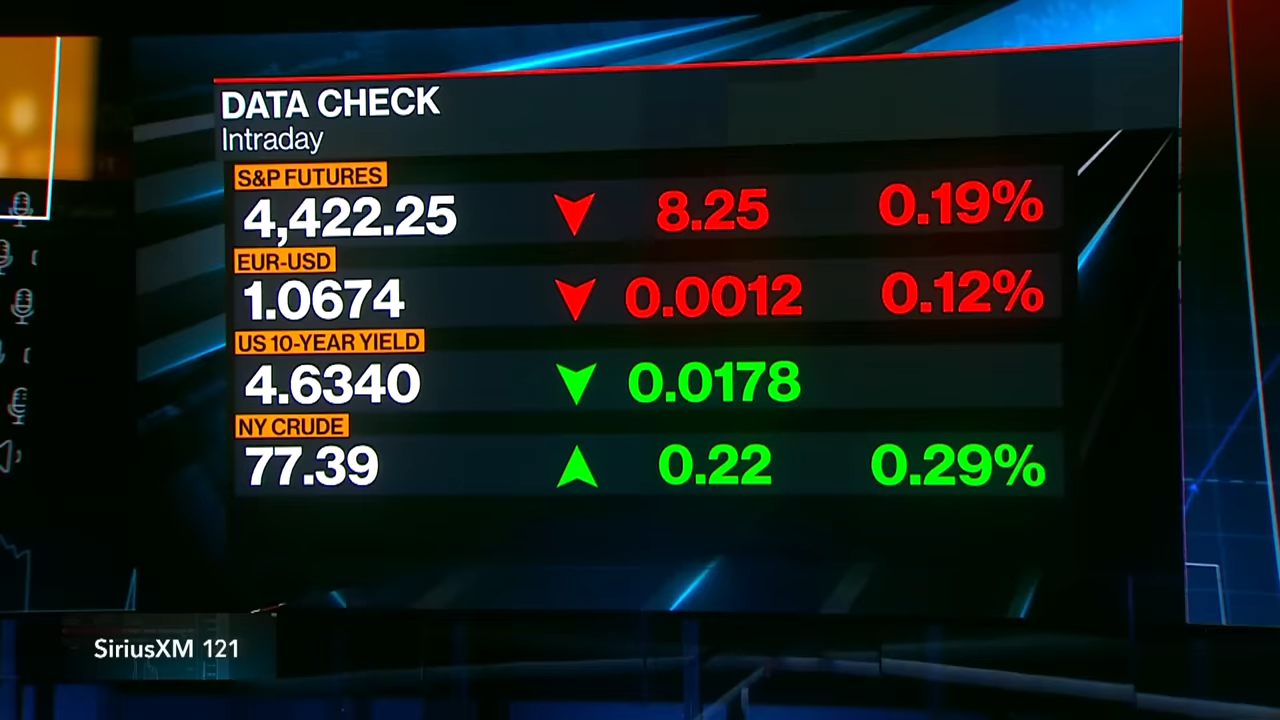 DATA CHECK
Intraday
S&P FUTURES
4,422.25 ▼ 8.25 0.19%
EUR-USD
1.0674 ▼ 0.0012 0.12%
US 10-YEAR YIELD
4.6340 ▼ 0.0178
NY CRUDE
77.39 ▲ 0.22 0.29%
SiriusXM 121